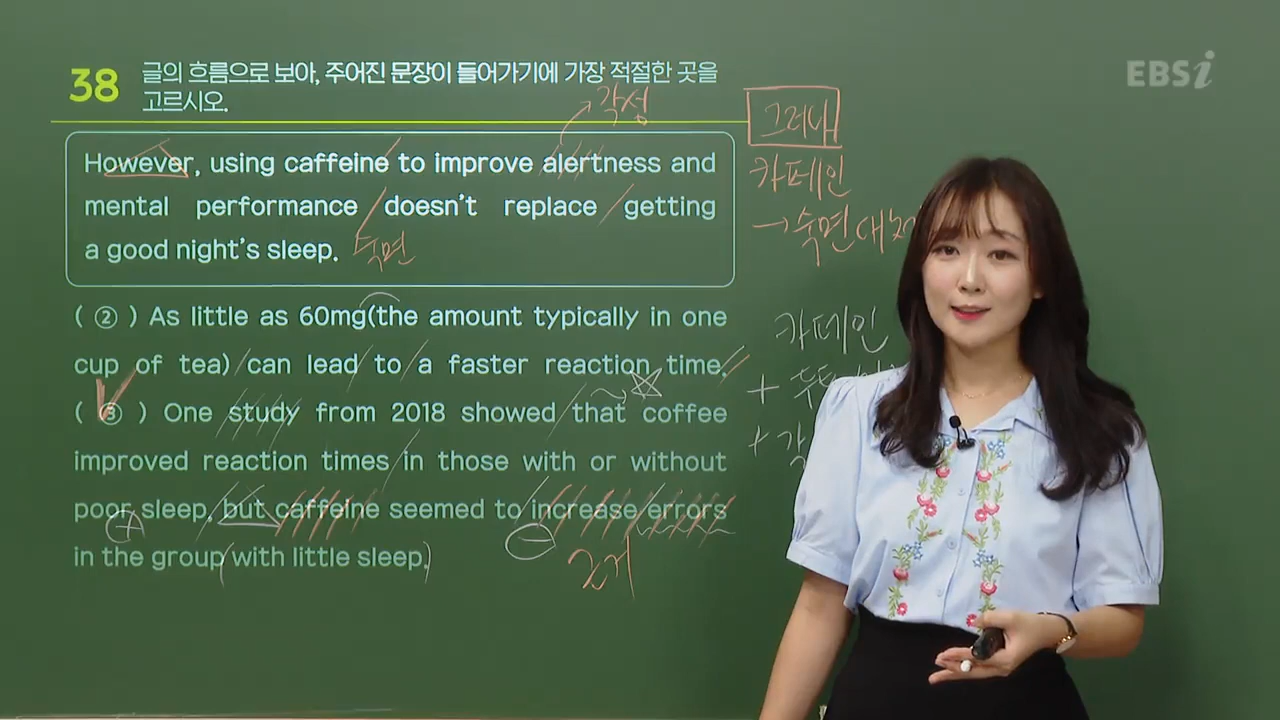 38
글의 흐름으로 보아, 주어진 문장이 들어가기에 가장 적절한 곳을
고르시오.
EBSi
각성
그러나
However, using caffeine to improve alertness and
mental performance doesn't replace getting
a good night's sleep. 수면
카페인
→ 수면
( ② ) As little as 60mg(the amount typically in one
cup of tea) can lead to a faster reaction time.
( ③ ) One study from 2018 showed that coffee
improved reaction times in those with or without
poor sleep, but caffeine seemed to increase errors
in the group (with little sleep.)
카페인
+
+ 각
+
−